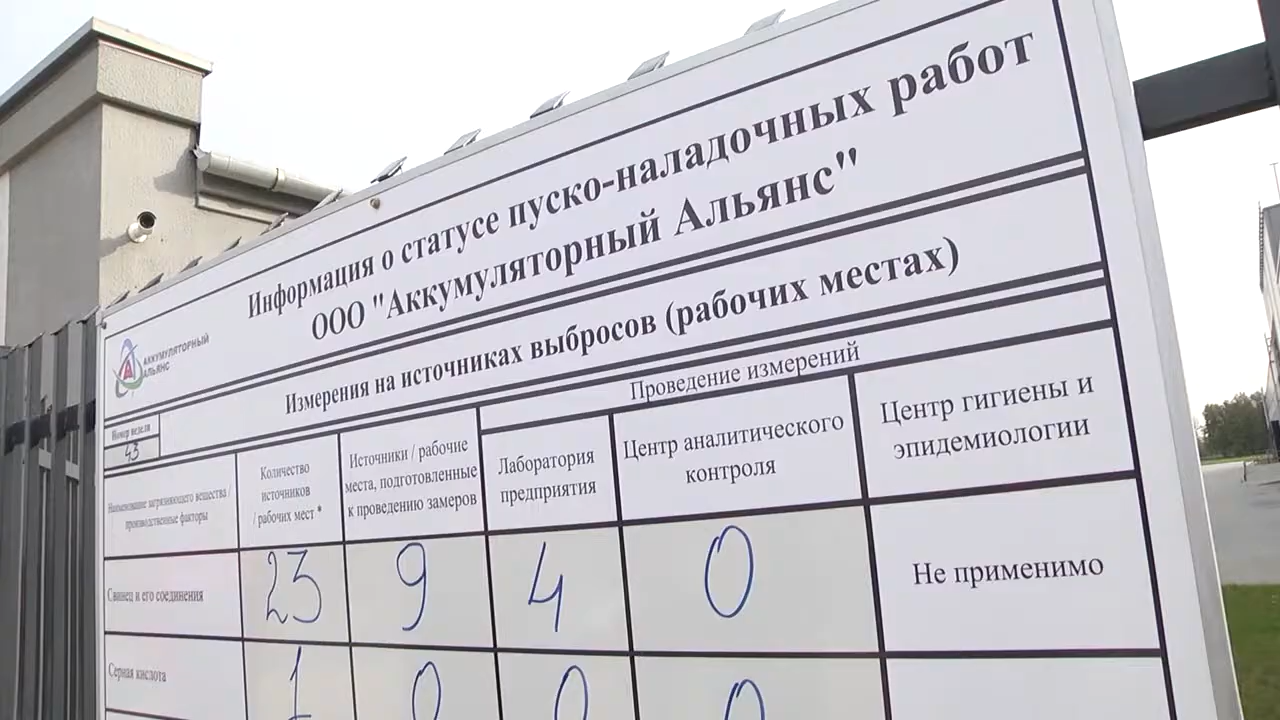 Информация о статусе пуско-наладочных работ
ООО "Аккумуляторный Альянс"
АККУМУЛЯТОРНЫЙ
АЛЬЯНС
Измерения на источниках выбросов (рабочих местах)
Номер недели
43
Проведение измерений
Наименование загрязняющего вещества /
производственные факторы
Количество
источников
/ рабочих мест *
Источники / рабочие
места, подготовленные
к проведению замеров
Лаборатория
предприятия
Центр аналитического
контроля
Центр гигиены и
эпидемиологии
Свинец и его соединения
23
9
4
0
Не применимо
Серная кислота
1
0
0
0